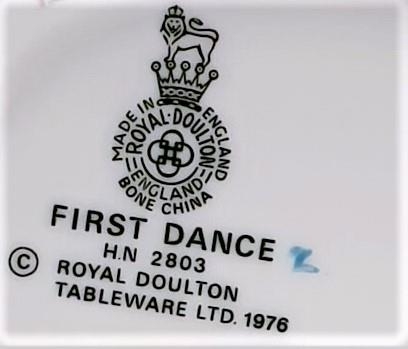 MADE IN ENGLAND
ROYAL·DOULTON
ENGLAND
BONE CHINA
FIRST DANCE
H.N 2803
© ROYAL DOULTON
TABLEWARE LTD. 1976